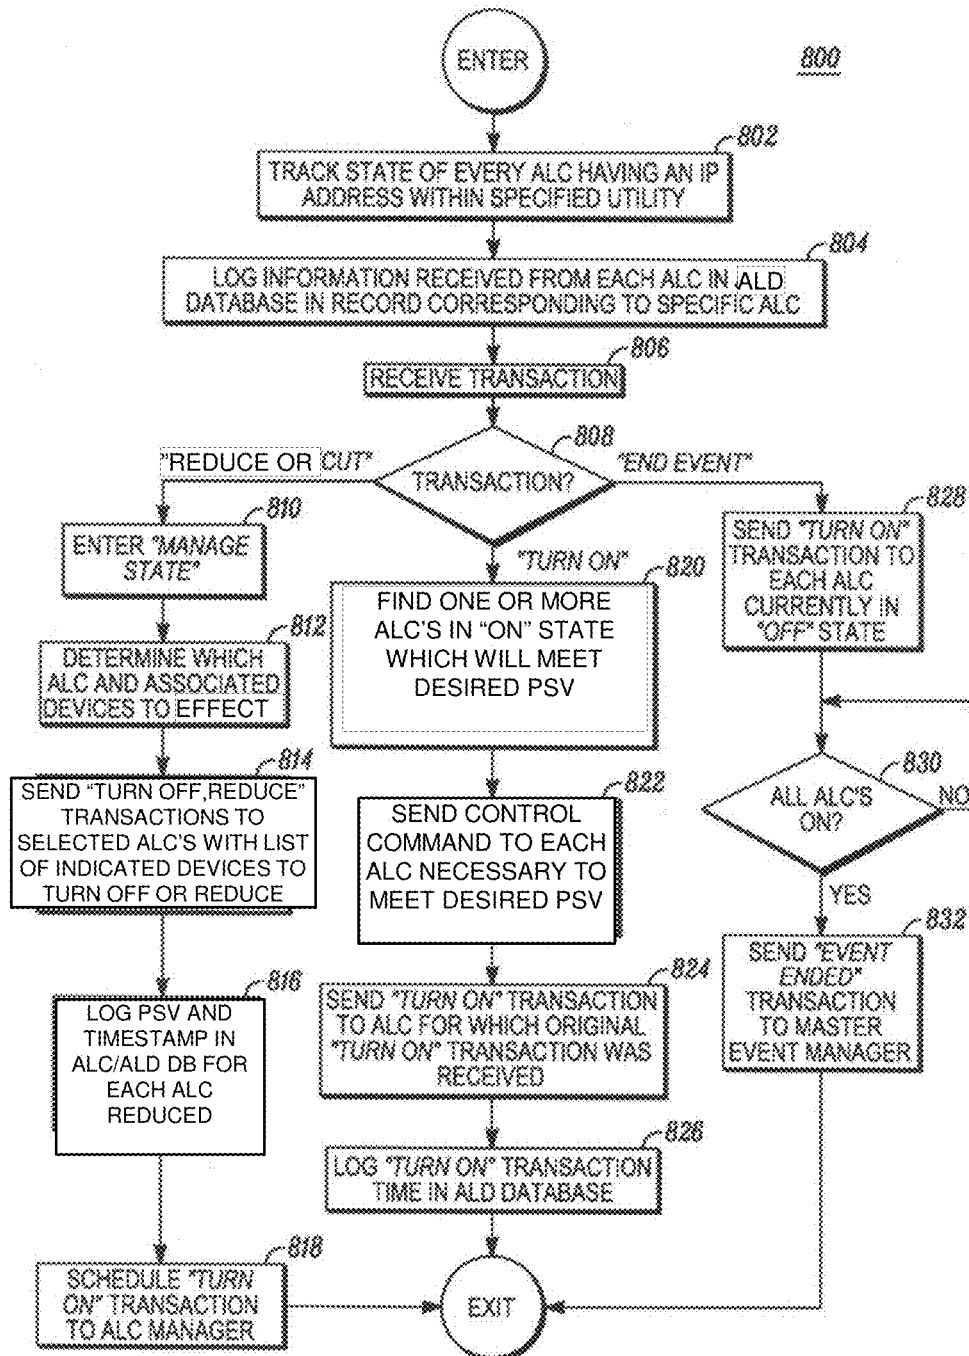 ENTER
800
802
TRACK STATE OF EVERY ALC HAVING AN IP
ADDRESS WITHIN SPECIFIED UTILITY
804
LOG INFORMATION RECEIVED FROM EACH ALC IN ALD
DATABASE IN RECORD CORRESPONDING TO SPECIFIC ALC
806
RECEIVE TRANSACTION
808
TRANSACTION?
"REDUCE OR CUT"
"END EVENT"
"TURN ON"
810
ENTER "MANAGE
STATE"
812
DETERMINE WHICH
ALC AND ASSOCIATED
DEVICES TO EFFECT
814
SEND "TURN OFF,REDUCE"
TRANSACTIONS TO
SELECTED ALC'S WITH LIST
OF INDICATED DEVICES TO
TURN OFF OR REDUCE
816
LOG PSV AND
TIMESTAMP IN
ALC/ALD DB FOR
EACH ALC
REDUCED
818
SCHEDULE "TURN
ON" TRANSACTION
TO ALC MANAGER
820
FIND ONE OR MORE
ALC'S IN "ON" STATE
WHICH WILL MEET
DESIRED PSV
822
SEND CONTROL
COMMAND TO EACH
ALC NECESSARY TO
MEET DESIRED PSV
824
SEND "TURN ON" TRANSACTION
TO ALC FOR WHICH ORIGINAL
"TURN ON" TRANSACTION WAS
RECEIVED
826
LOG "TURN ON" TRANSACTION
TIME IN ALD DATABASE
EXIT
828
SEND "TURN ON"
TRANSACTION TO
EACH ALC
CURRENTLY IN
"OFF" STATE
830
ALL ALC'S
ON?
NO
YES
832
SEND "EVENT
ENDED"
TRANSACTION
TO MASTER
EVENT MANAGER